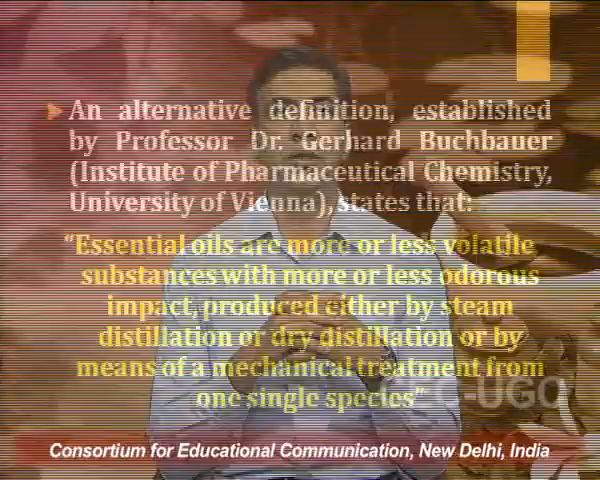 An alternative definition, established
by Professor Dr. Gerhard Buchbauer
(Institute of Pharmaceutical Chemistry,
University of Vienna), states that:
“Essential oils are more or less volatile
substances with more or less odorous
impact, produced either by steam
distillation or dry distillation or by
means of a mechanical treatment from
one single species”
CEC-UGC
Consortium for Educational Communication, New Delhi, India